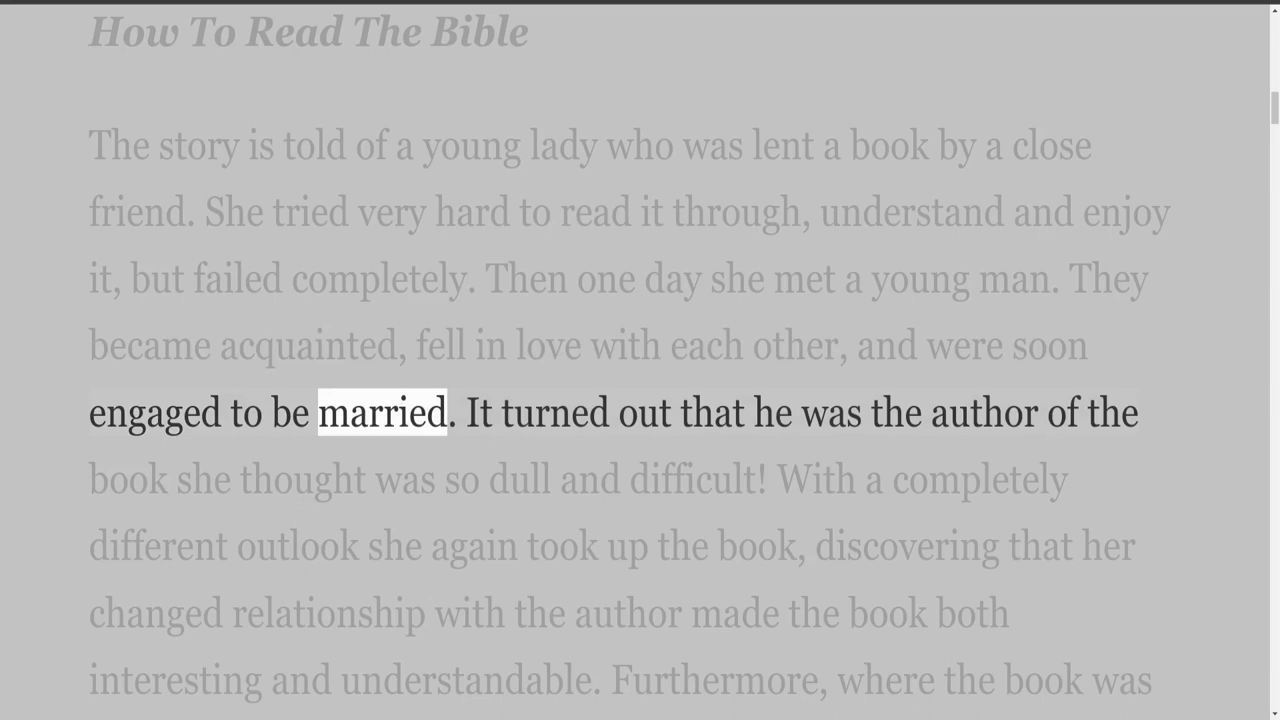 How To Read The Bible
The story is told of a young lady who was lent a book by a close
friend. She tried very hard to read it through, understand and enjoy
it, but failed completely. Then one day she met a young man. They
became acquainted, fell in love with each other, and were soon
engaged to be married. It turned out that he was the author of the
book she thought was so dull and difficult! With a completely
different outlook she again took up the book, discovering that her
changed relationship with the author made the book both
interesting and understandable. Furthermore, where the book was